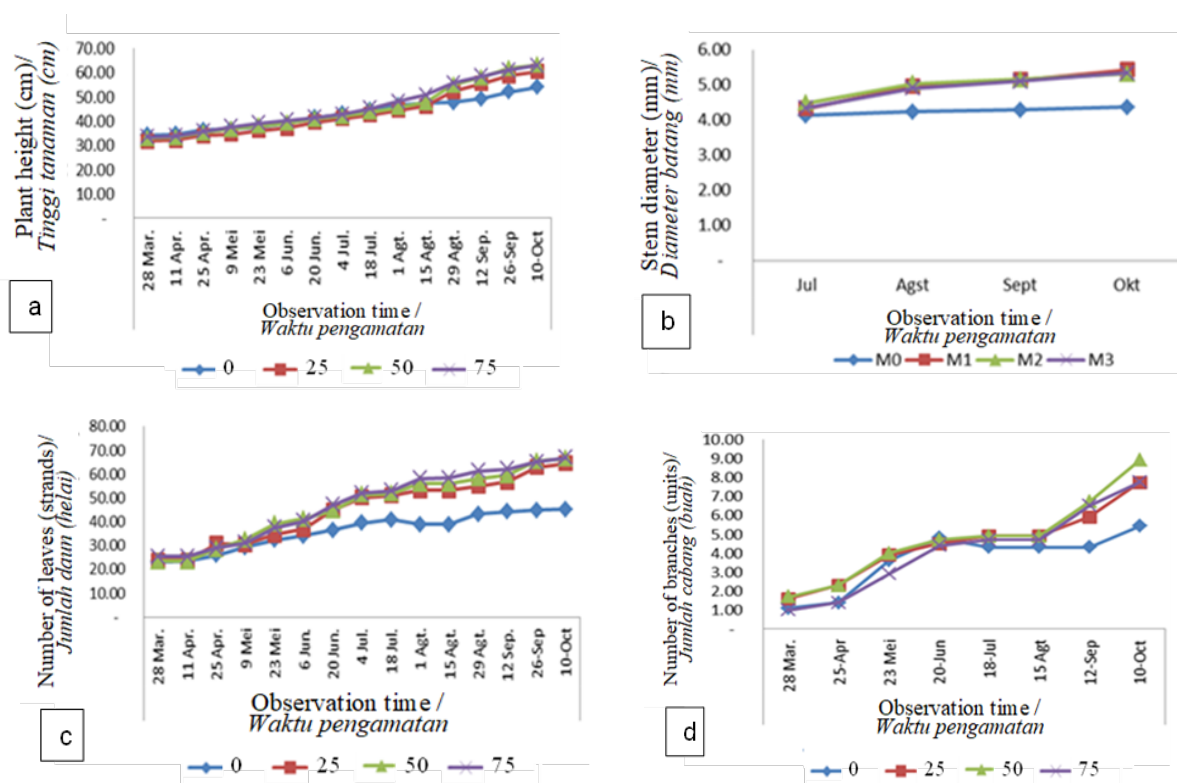 Plant height (cm)/
Tinggi tanaman (cm)
70.00
60.00
50.00
40.00
30.00
20.00
10.00
-
28 Mar.
11 Apr.
25 Apr.
9 Mei
23 Mei
6 Jun.
20 Jun.
4 Jul.
18 Jul.
1 Agt.
15 Agt.
29 Agt.
12 Sep.
26-Sep
10-Oct
Observation time /
Waktu pengamatan
a
0 25 50 75
Stem diameter (mm)/
Diameter batang (mm)
6.00
5.00
4.00
3.00
2.00
1.00
-
Jul Agst Sept Okt
Observation time /
Waktu pengamatan
b
M0 M1 M2 M3
Number of leaves (strands)/
Jumlah daun (helai)
80.00
70.00
60.00
50.00
40.00
30.00
20.00
10.00
-
28 Mar.
11 Apr.
25 Apr.
9 Mei
23 Mei
6 Jun.
20 Jun.
4 Jul.
18 Jul.
1 Agt.
15 Agt.
29 Agt.
12 Sep.
26-Sep
10-Oct
Observation time /
Waktu pengamatan
c
0 25 50 75
Number of branches (units)/
Jumlah cabang (buah)
10.00
9.00
8.00
7.00
6.00
5.00
4.00
3.00
2.00
1.00
-
28 Mar.
25-Apr
23 Mei
20-Jun
18-Jul
15 Agt
12-Sep
10-Oct
Observation time /
Waktu pengamatan
d
0 25 50 75